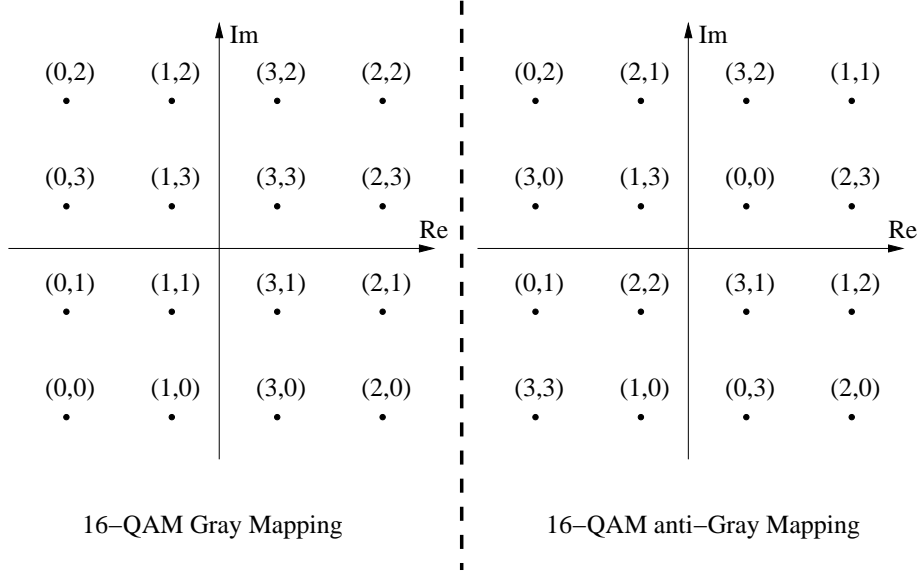 Im
(0,2) (1,2) (3,2) (2,2)
(0,3) (1,3) (3,3) (2,3)
Re
(0,1) (1,1) (3,1) (2,1)
(0,0) (1,0) (3,0) (2,0)
16−QAM Gray Mapping
Im
(0,2) (2,1) (3,2) (1,1)
(3,0) (1,3) (0,0) (2,3)
Re
(0,1) (2,2) (3,1) (1,2)
(3,3) (1,0) (0,3) (2,0)
16−QAM anti−Gray Mapping